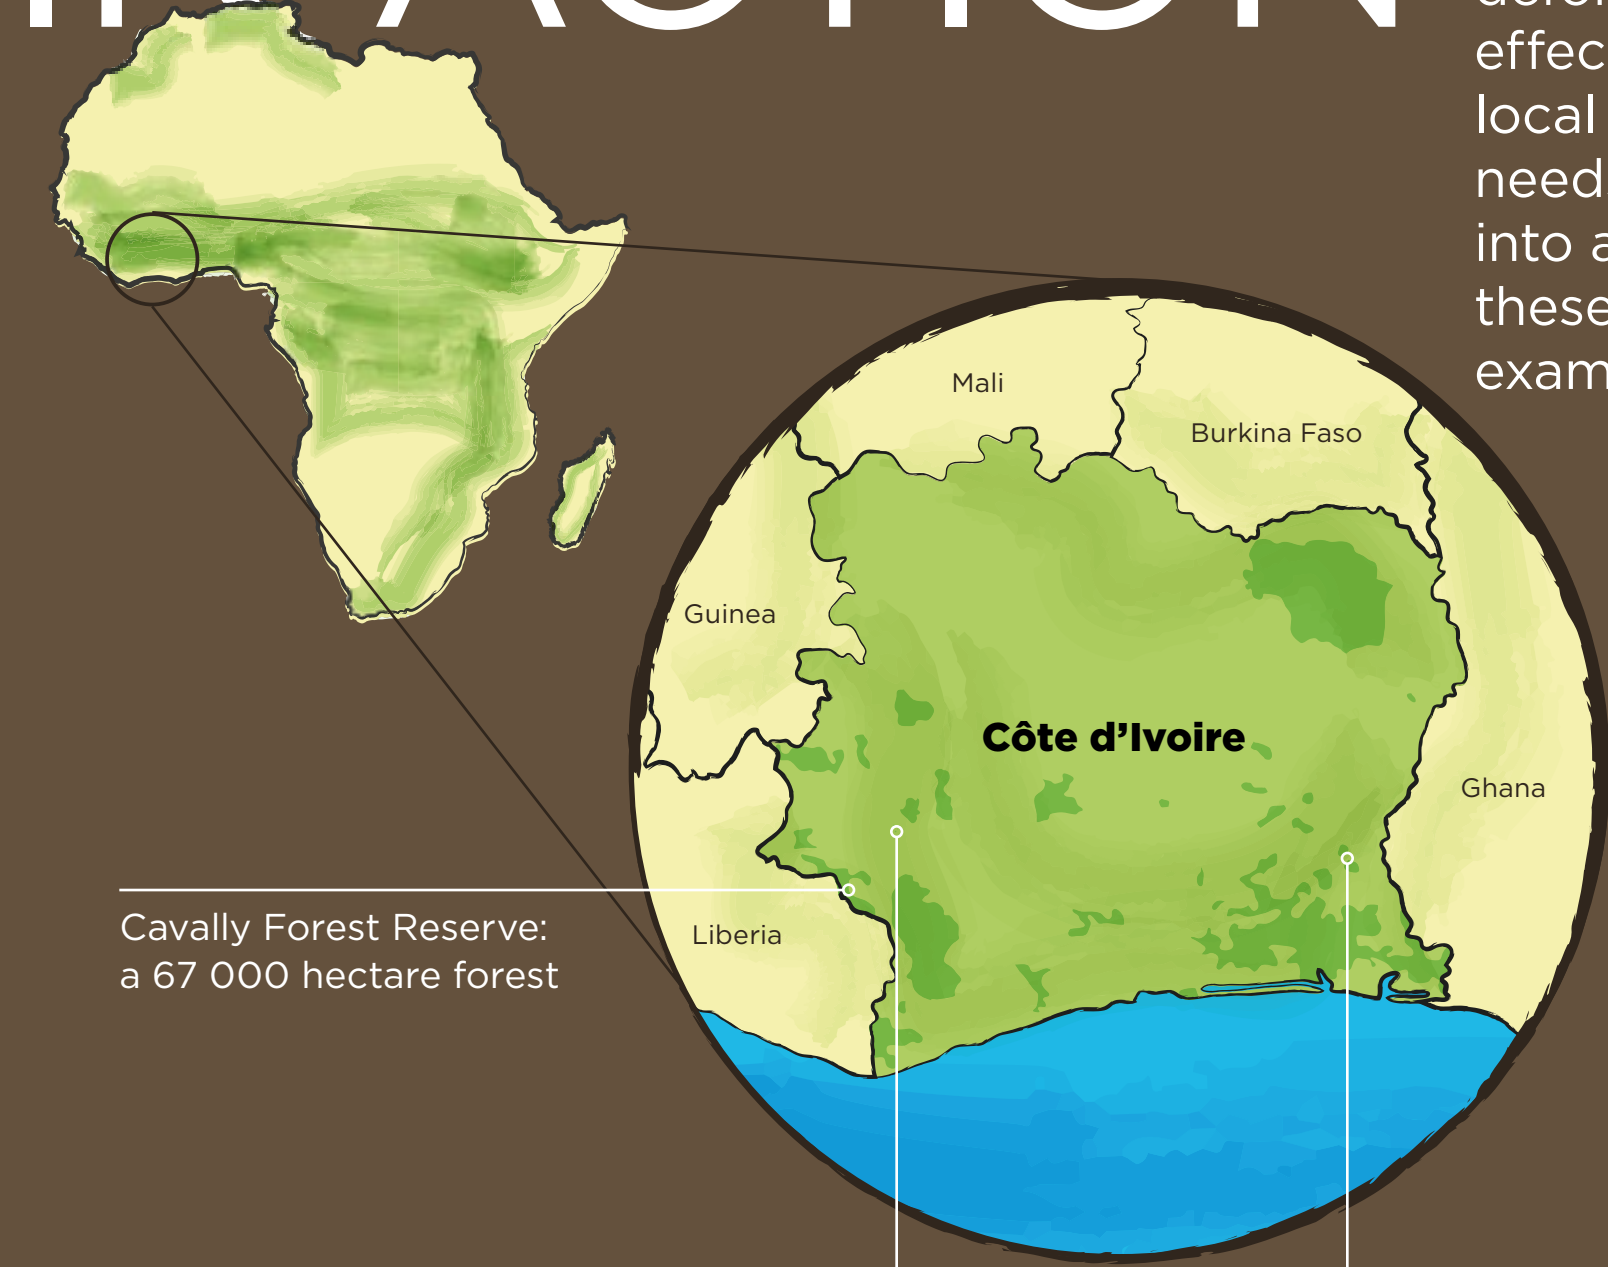 ACTION
effec
local
need
into a
these
exam
Mali
Burkina Faso
Guinea
Côte d’Ivoire
Ghana
Liberia
Cavally Forest Reserve:
a 67 000 hectare forest